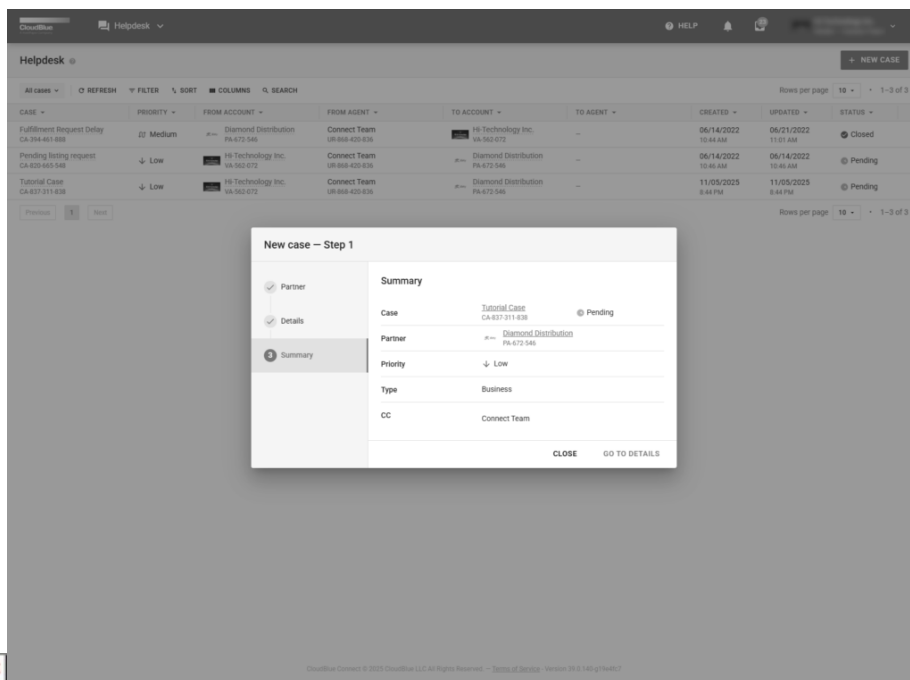 CloudBlue
Helpdesk
HELP
Helpdesk
+ NEW CASE
All cases REFRESH FILTER SORT COLUMNS SEARCH
Rows per page 10 • 1–3 of 3
CASE PRIORITY FROM ACCOUNT FROM AGENT TO ACCOUNT TO AGENT CREATED UPDATED STATUS
Fulfillment Request Delay Medium Diamond Distribution Connect Team Hi-Technology Inc. – 06/14/2022 06/21/2022 Closed
CA-394-461-888 PA-672-546 UR-868-420-836 VA-562-072 10:44 AM 11:01 AM
Pending listing request Low Hi-Technology Inc. Connect Team Diamond Distribution – 06/14/2022 06/14/2022 Pending
CA-820-665-548 VA-562-072 UR-868-420-836 PA-672-546 10:46 AM 10:46 AM
Tutorial Case Low Hi-Technology Inc. Connect Team Diamond Distribution – 11/05/2025 11/05/2025 Pending
CA-837-311-838 VA-562-072 UR-868-420-836 PA-672-546 8:44 PM 8:44 PM
Previous 1 Next
Rows per page 10 • 1–3 of 3
New case — Step 1
Partner
Details
3 Summary
Summary
Case Tutorial Case Pending
CA-837-311-838
Partner Diamond Distribution
PA-672-546
Priority Low
Type Business
CC Connect Team
CLOSE GO TO DETAILS
CloudBlue Connect © 2025 CloudBlue LLC All Rights Reserved — Terms of Service - Version